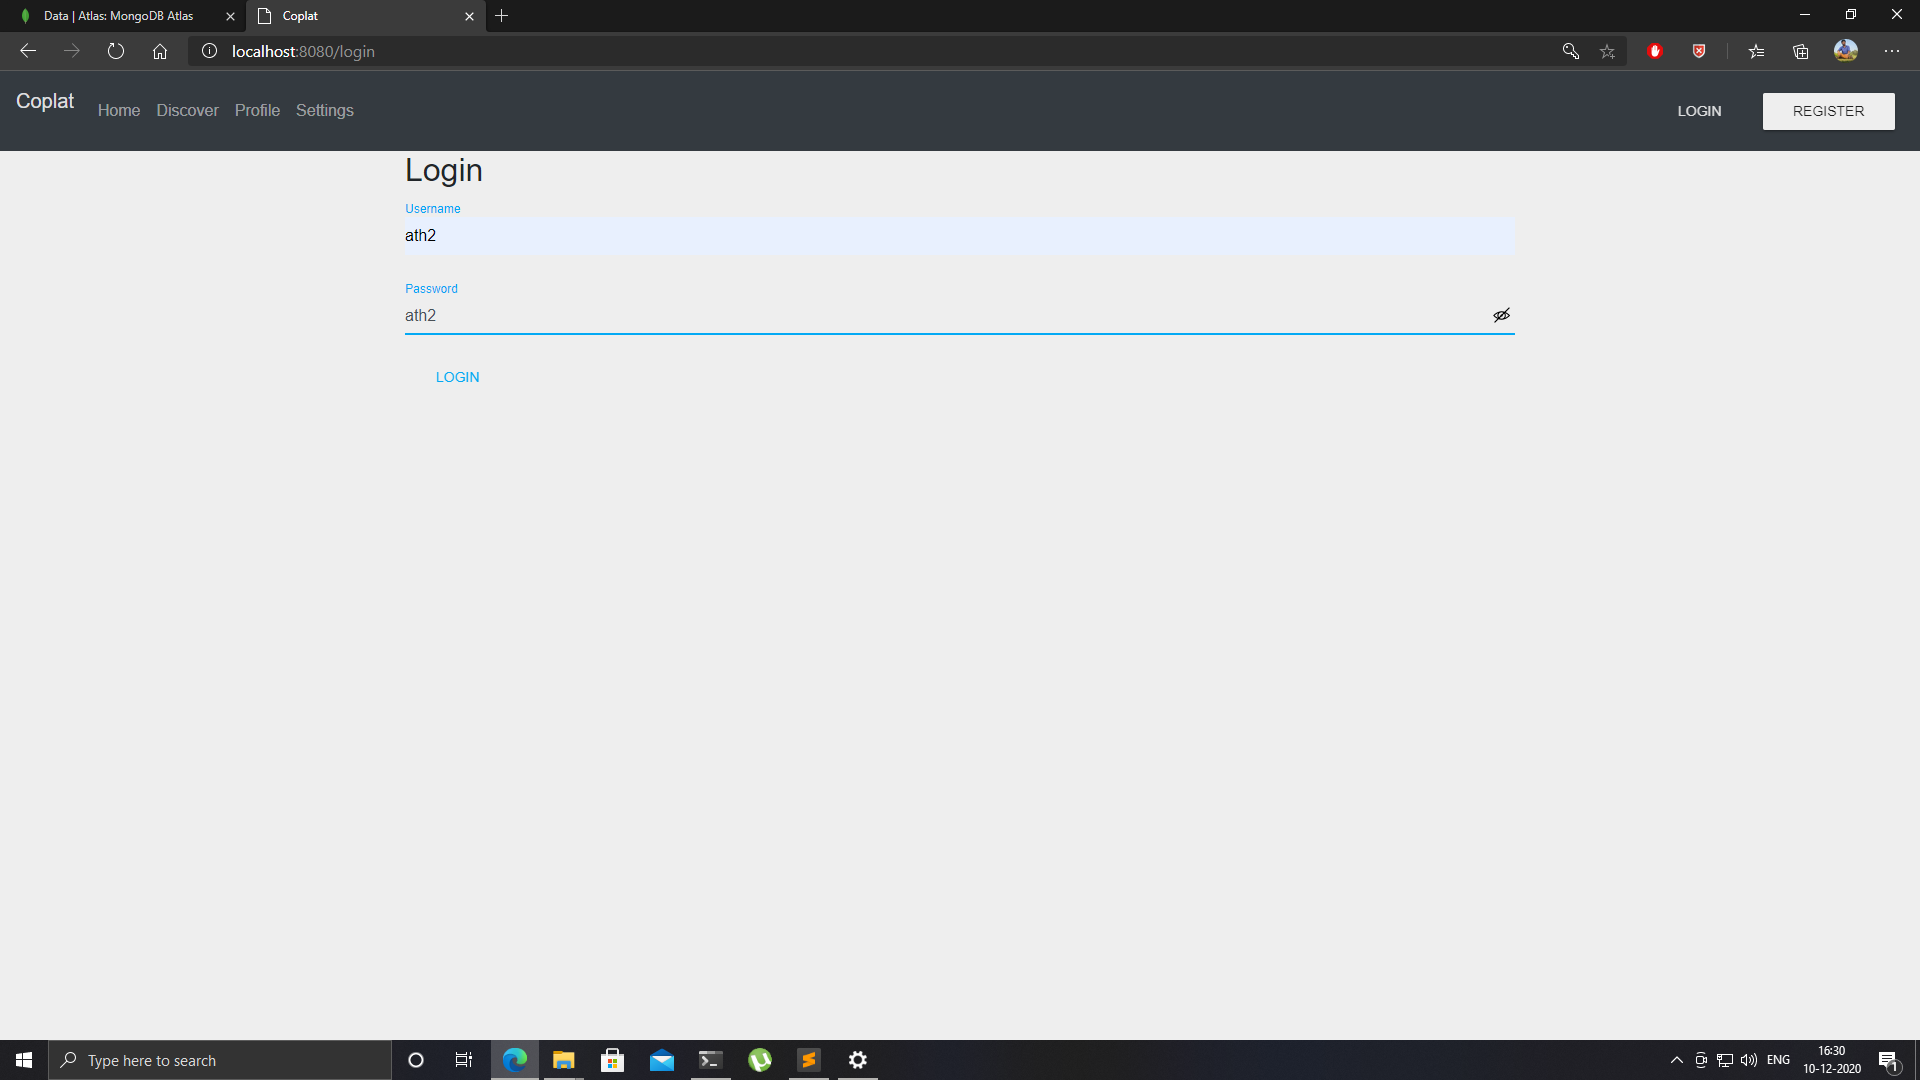 Data | Atlas: MongoDB Atlas
Coplat
localhost:8080/login
Coplat Home Discover Profile Settings LOGIN REGISTER
Login
Username
ath2
Password
ath2
LOGIN
Type here to search
ENG
16:30
10-12-2020
1